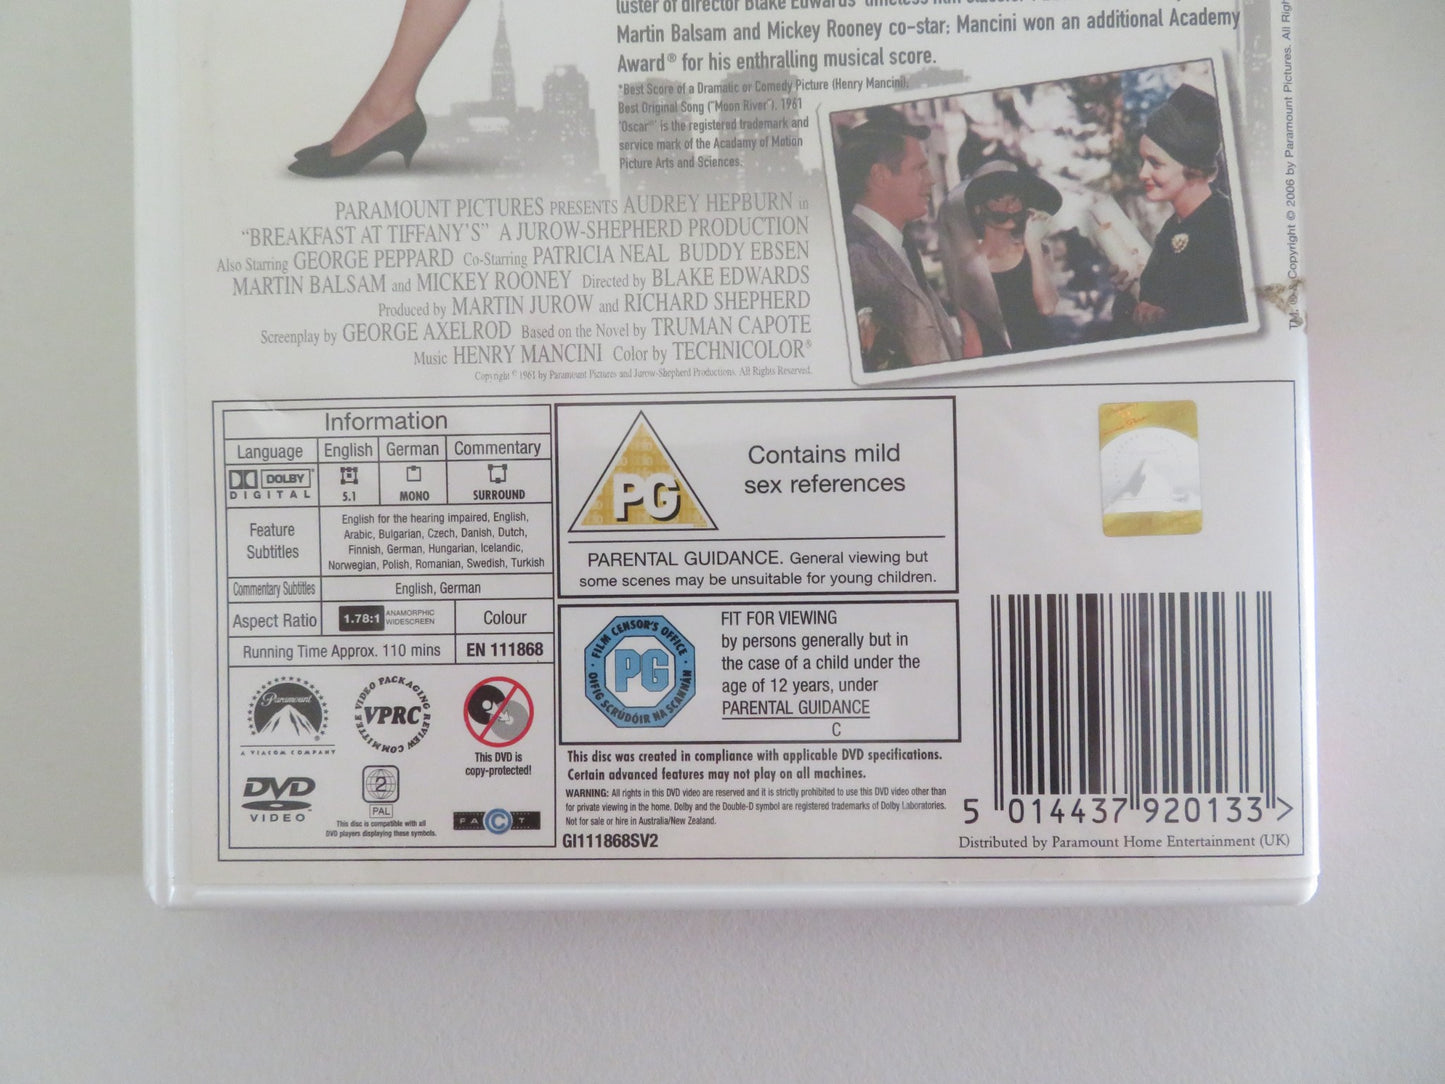 luster of director Blake Edwards'
Martin Balsam and Mickey Rooney co-star; Mancini won an additional Academy
Award® for his enthralling musical score.
*Best Score of a Dramatic or Comedy Picture (Henry Mancini);
Best Original Song ("Moon River"), 1961
'Oscar®' is the registered trademark and
service mark of the Acadamy of Motion
Picture Arts and Sciences.
PARAMOUNT PICTURES PRESENTS AUDREY HEPBURN in
"BREAKFAST AT TIFFANY'S" A JUROW-SHEPHERD PRODUCTION
Also Starring GEORGE PEPPARD Co-Starring PATRICIA NEAL BUDDY EBSEN
MARTIN BALSAM and MICKEY ROONEY Directed by BLAKE EDWARDS
Produced by MARTIN JUROW and RICHARD SHEPHERD
Screenplay by GEORGE AXELROD Based on the Novel by TRUMAN CAPOTE
Music HENRY MANCINI Color by TECHNICOLOR®
Copyright © 1961 by Paramount Pictures and Jurow-Shepherd Productions. All Rights Reserved.
TM, ® & Copyright © 2006 by Paramount Pictures. All Rig
Information
Language English German Commentary
DOLBY DIGITAL 5.1 MONO SURROUND
Feature Subtitles
English for the hearing impaired, English,
Arabic, Bulgarian, Czech, Danish, Dutch,
Finnish, German, Hungarian, Icelandic,
Norwegian, Polish, Romanian, Swedish, Turkish
Commentary Subtitles English, German
Aspect Ratio 1.78:1 ANAMORPHIC WIDESCREEN Colour
Running Time Approx. 110 mins EN 111868
Paramount
A VIACOM COMPANY
VIDEO PACKAGING REVIEW COMMITTEE
VPRC
This DVD is
copy-protected!
DVD
VIDEO
2
PAL
This disc is compatible with all
DVD players displaying these symbols.
FACT
PG
Contains mild
sex references
PARENTAL GUIDANCE. General viewing but
some scenes may be unsuitable for young children.
FILM CENSOR'S OFFICE
PG
OIFIG SCRÚDÓIR NA SCANNÁN
FIT FOR VIEWING
by persons generally but in
the case of a child under the
age of 12 years, under
PARENTAL GUIDANCE
C
This disc was created in compliance with applicable DVD specifications.
Certain advanced features may not play on all machines.
WARNING: All rights in this DVD video are reserved and it is strictly prohibited to use this DVD video other than
for private viewing in the home. Dolby and the Double-D symbol are registered trademarks of Dolby Laboratories.
Not for sale or hire in Australia/New Zealand.
GI111868SV2
5 014437 920133 >
Distributed by Paramount Home Entertainment (UK)